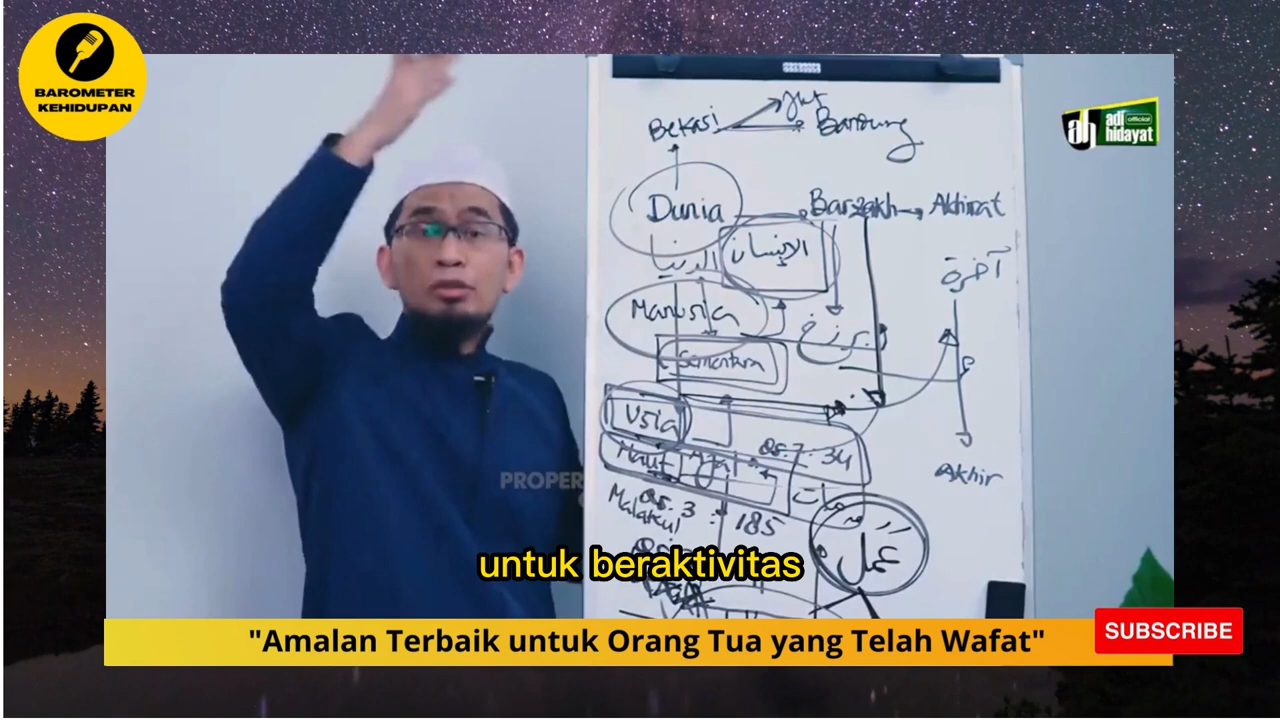 BAROMETER
KEHIDUPAN
adi official
hidayat
Bekasi
Bandung
Dunia
Barzakh
Akhirat
الدنيا
الإنسان
آخرة
Manusia
برزخ
Sementara
Usia
Maut
Ajal
QS. 7: 34
Akhir
QS. 3 : 185
Malakul
عمل
PROPER
untuk beraktivitas
"Amalan Terbaik untuk Orang Tua yang Telah Wafat"
SUBSCRIBE